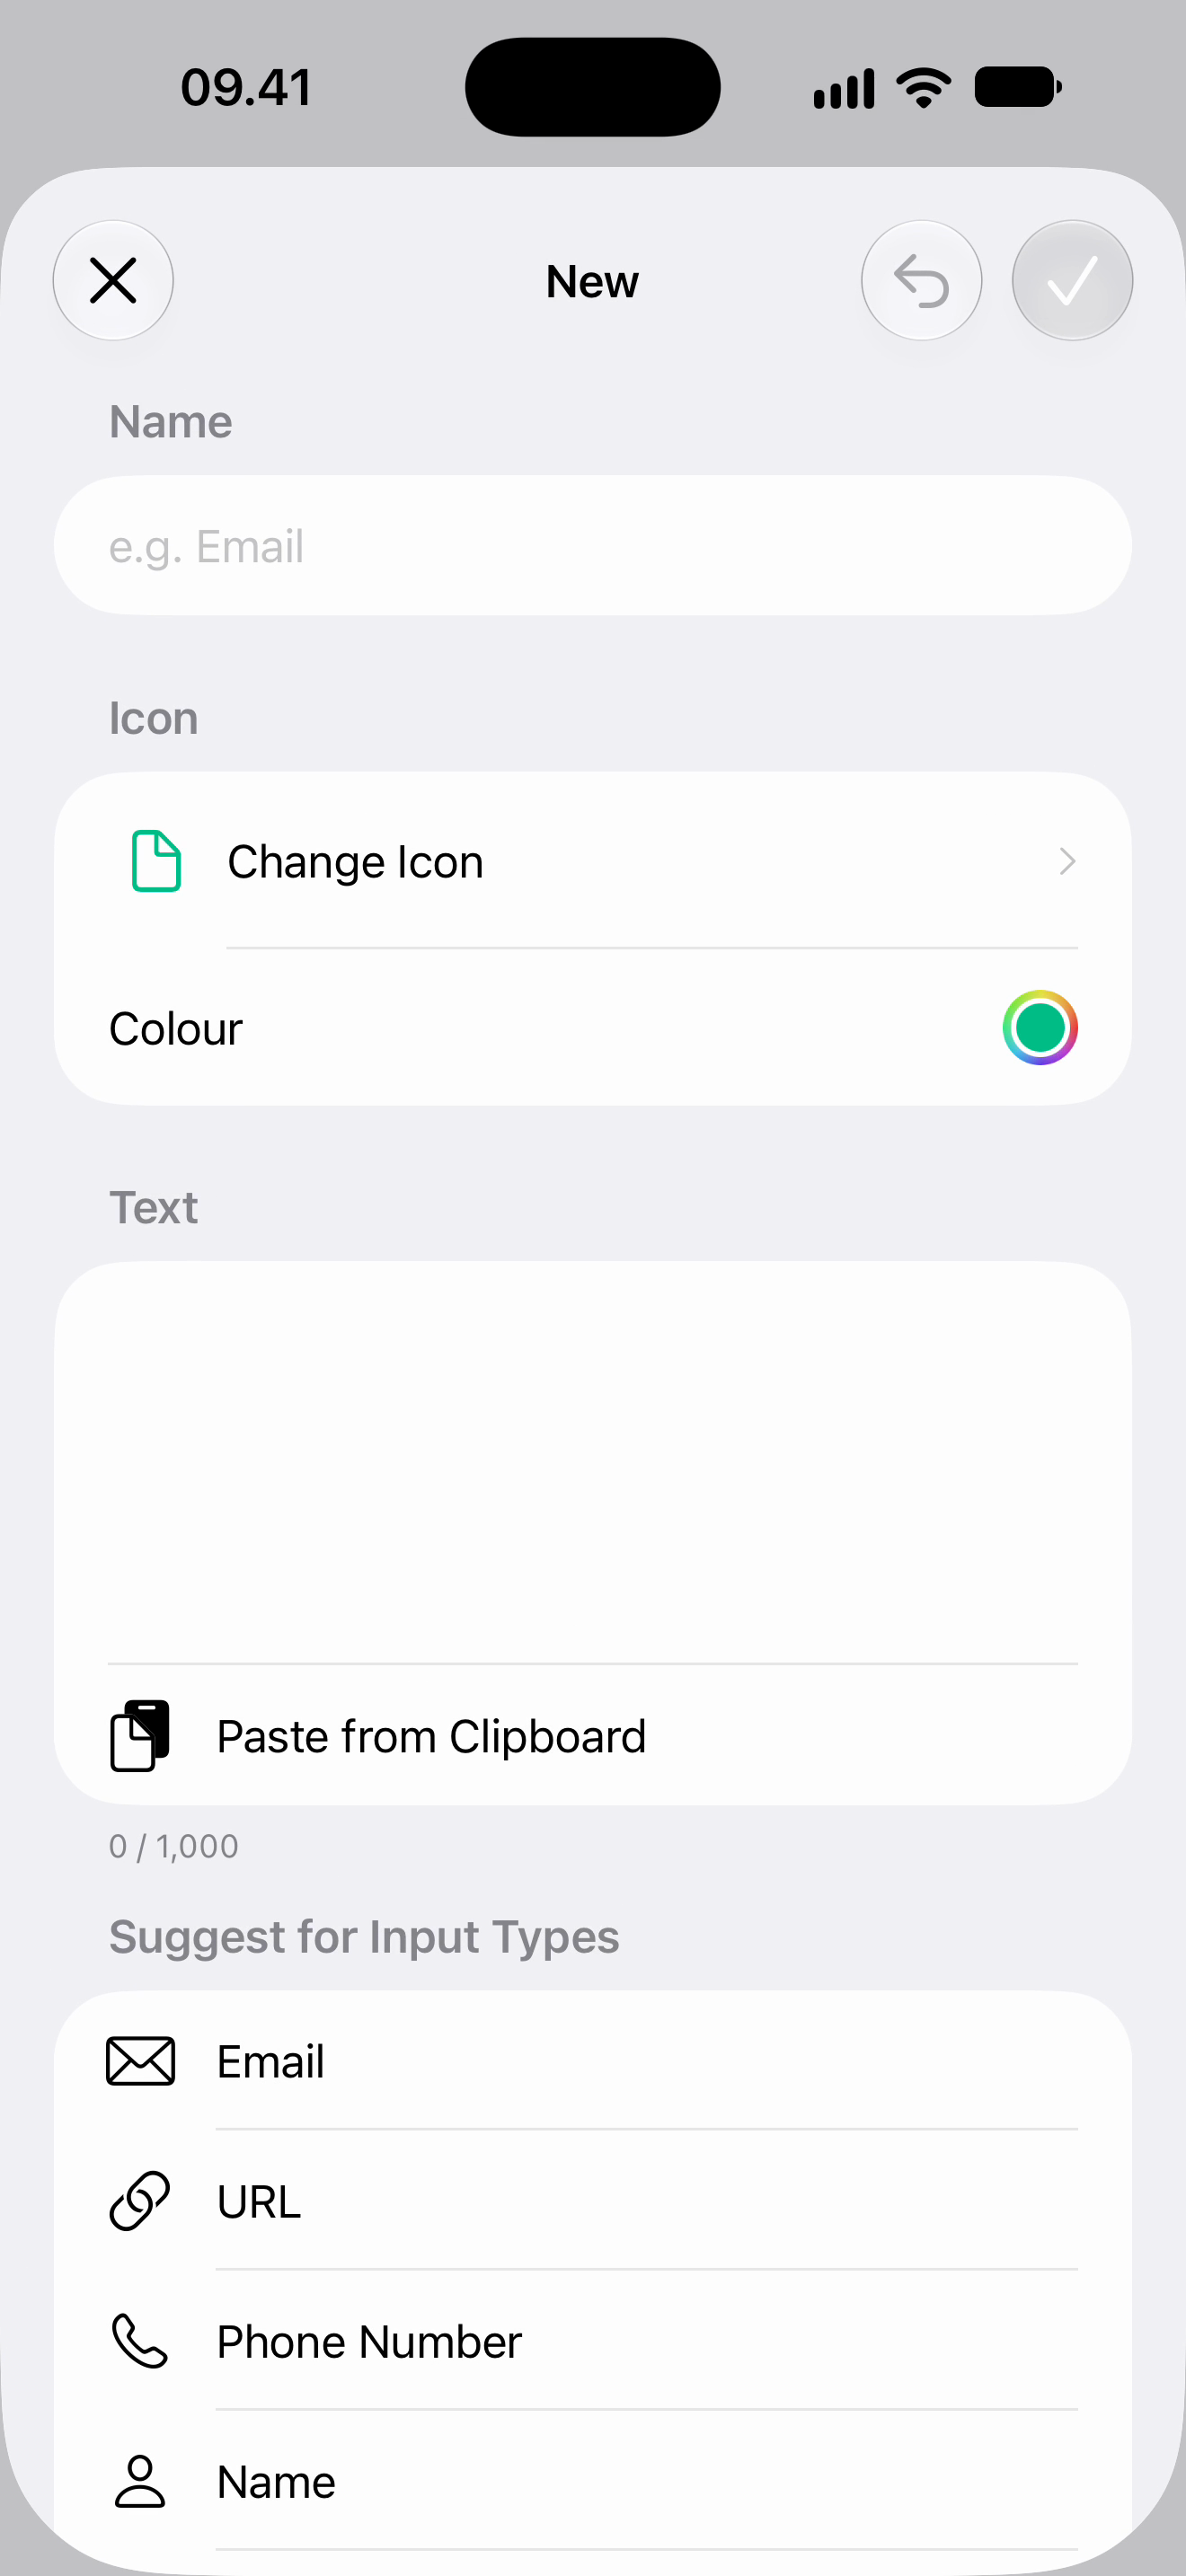 09.41
New
Name
e.g. Email
Icon
Change Icon
Colour
Text
Paste from Clipboard
0 / 1,000
Suggest for Input Types
Email
URL
Phone Number
Name